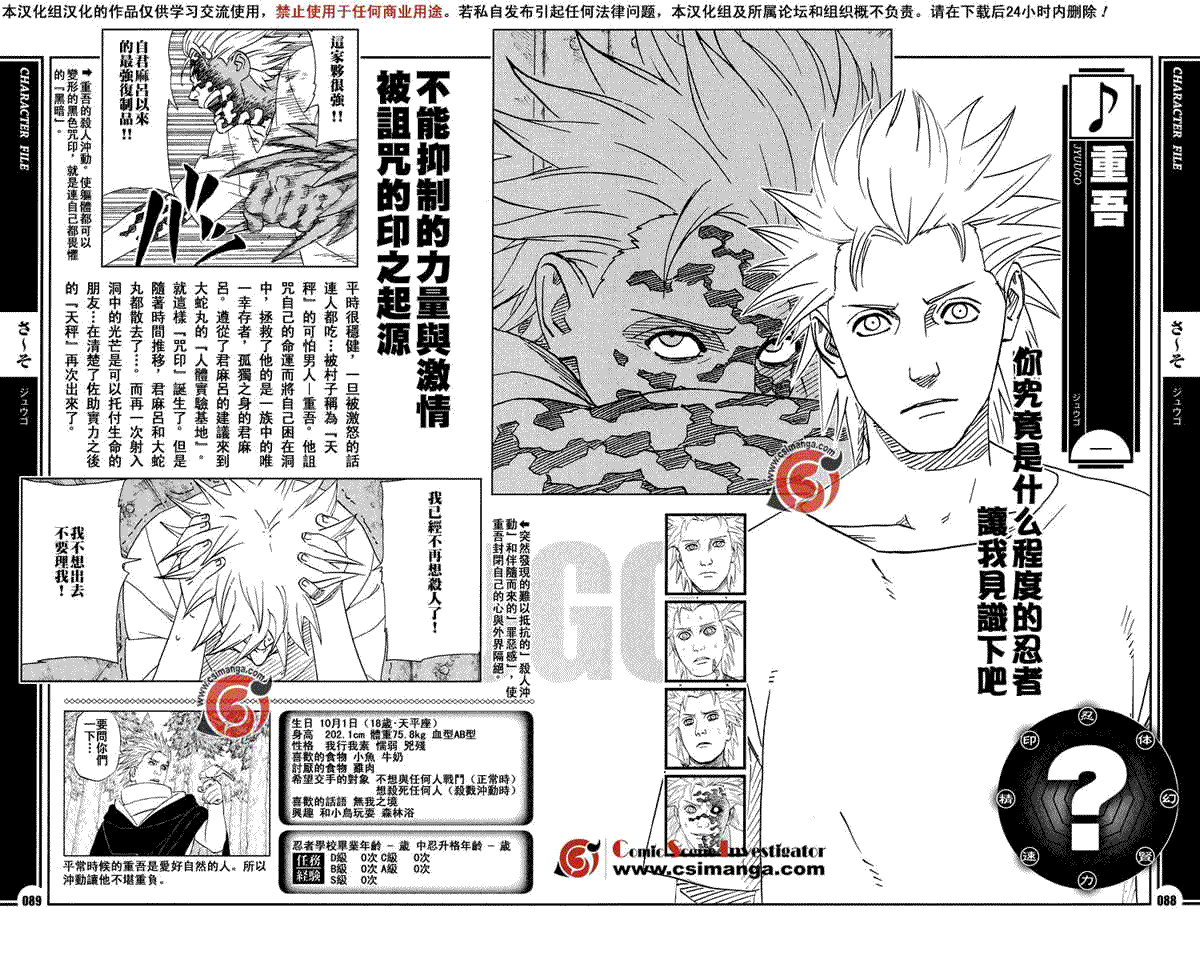 本汉化组汉化的作品仅供学习交流使用，禁止使用于任何商业用途。若私自发布引起任何法律问题，本汉化组及所属论坛和组织概不负责。请在下载后24小时内删除！
CHARACTER FILE
さ～そ
ジュウゴ
088
重吾
JYUUGO
ジュウゴ
你究竟是什么程度的忍者
讓我見識下吧
忍
体
幻
賢
力
速
精
印
?
不能抑制的力量與激情
被詛咒的印之起源
這家夥很強!!
自君麻呂以來
的最強復制品!!
➡重吾的殺人沖動。使軀體都可以
變形的黑色咒印，就是連自己都畏懼
的『黑暗』。
平時很穩健，一旦被激怒的話
連人都吃…被村子稱為『天
秤』的可怕男人—重吾。他詛
咒自己的命運而將自己困在洞
中，拯救了他的是一族中的唯
一幸存者，孤獨之身的君麻
呂。遵從了君麻呂的建議來到
大蛇丸的『人體實驗基地』。
就這樣『咒印』誕生了。但是
隨著時間推移，君麻呂和大蛇
丸都散去了…。而再一次射入
洞中的光芒是可以托付生命的
朋友…在清楚了佐助實力之後
的『天秤』再次出來了。
我已經不再想殺人了！
我不想出去
不要理我！
⬅突然發現的難以抵抗的」殺人沖
動」和伴隨而來的」罪惡感」，使
重吾封閉自己的心與外界隔絕。
要問你們
一下…
平常時候的重吾是愛好自然的人。所以
沖動讓他不堪重負。
生日 10月1日（18歲·天平座）
身高 202.1cm 體重75.8kg 血型AB型
性格 我行我素 懦弱 兇殘
喜歡的食物 小魚 牛奶
討厭的食物 雞肉
希望交手的對象 不想與任何人戰鬥（正常時）
想殺死任何人（殺戮沖動時）
喜歡的話語 無我之境
興趣 和小鳥玩耍 森林浴
忍者學校畢業年齡 - 歲 中忍升格年齡 - 歲
任務
経験
D級 0次 C級 0次
B級 0次 A級 0次
S級 0次
Comic Scans Investigator
www.csimanga.com
www.csimanga.com
www.csimanga.com
CHARACTER FILE
さ～そ
ジュウゴ
089